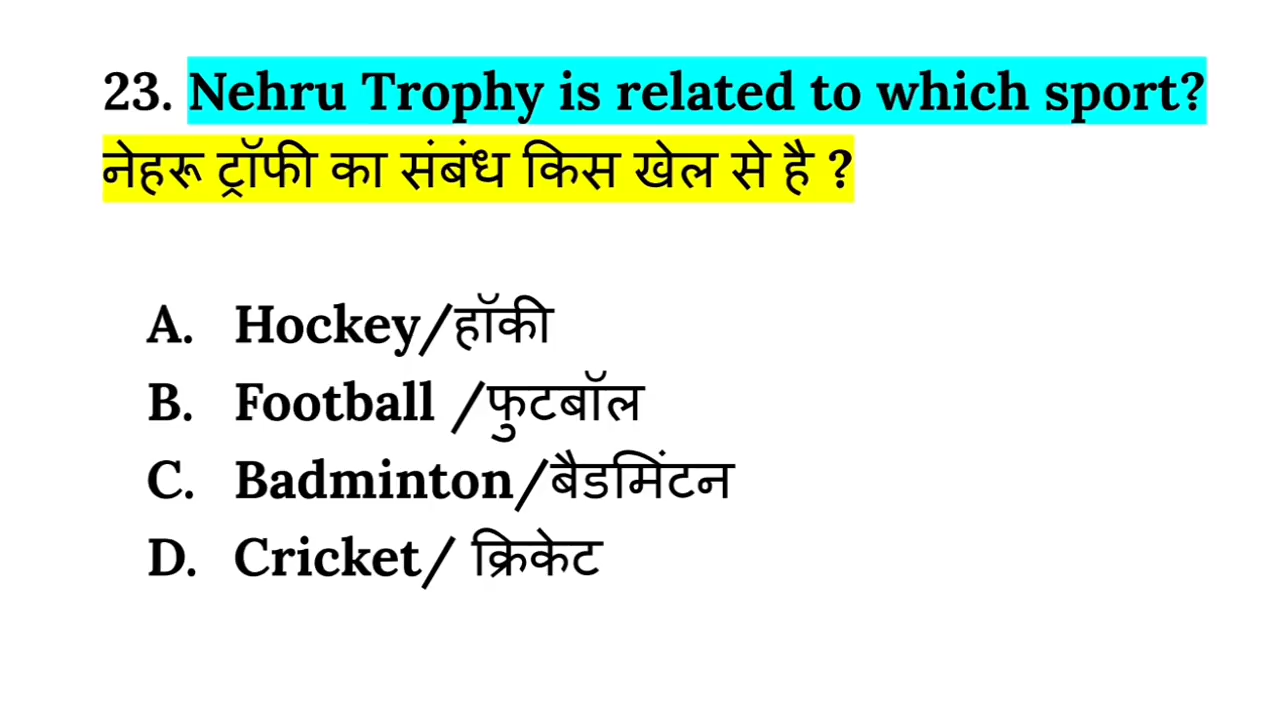 23. Nehru Trophy is related to which sport?
नेहरू ट्रॉफी का संबंध किस खेल से है ?
A. Hockey/हॉकी
B. Football /फुटबॉल
C. Badminton/बैडमिंटन
D. Cricket/ क्रिकेट